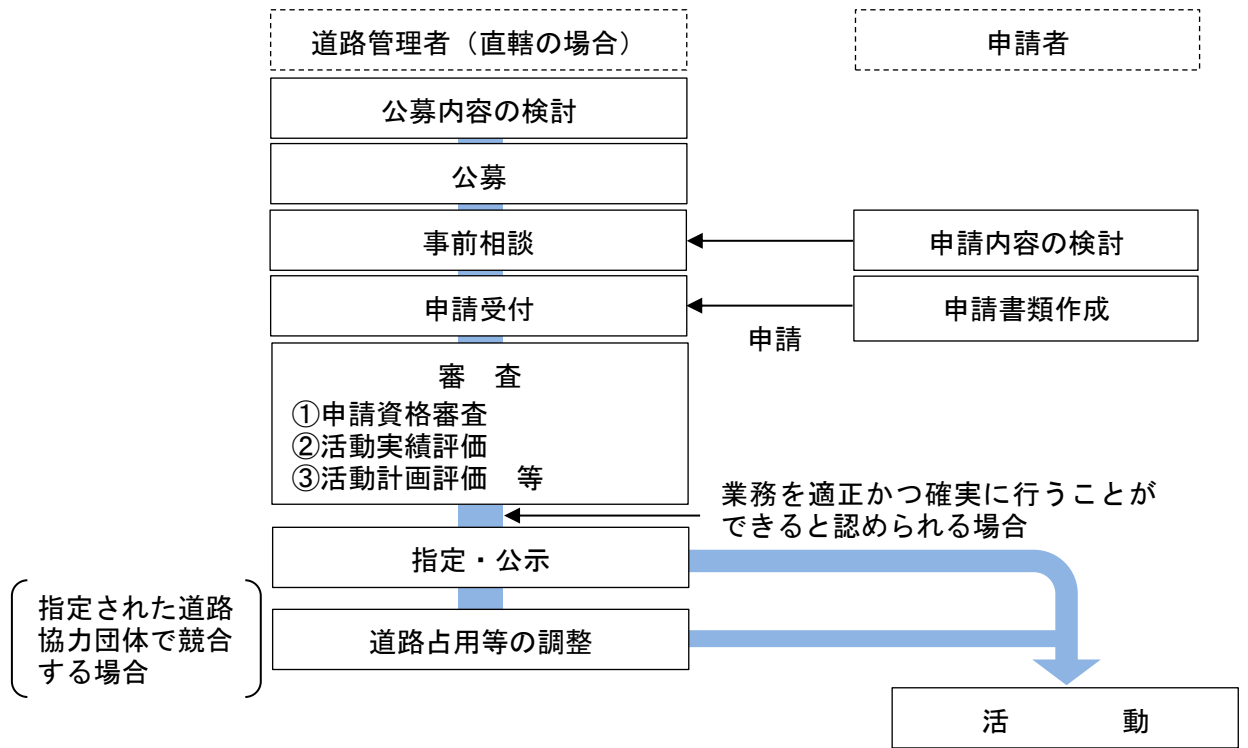 道路管理者（直轄の場合）
申請者
公募内容の検討
公募
事前相談
申請内容の検討
申請受付
申請書類作成
申請
審　査
①申請資格審査
②活動実績評価
③活動計画評価　等
業務を適正かつ確実に行うことが
できると認められる場合
指定・公示
指定された道路
協力団体で競合
する場合
道路占用等の調整
活　　　動